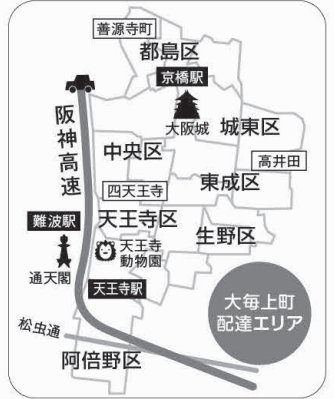 善源寺町
都島区
京橋駅
大阪城
城東区
阪神高速
中央区
高井田
東成区
四天王寺
天王寺区
生野区
難波駅
通天閣
天王寺
動物園
天王寺駅
大毎上町
配達エリア
松虫通
阿倍野区